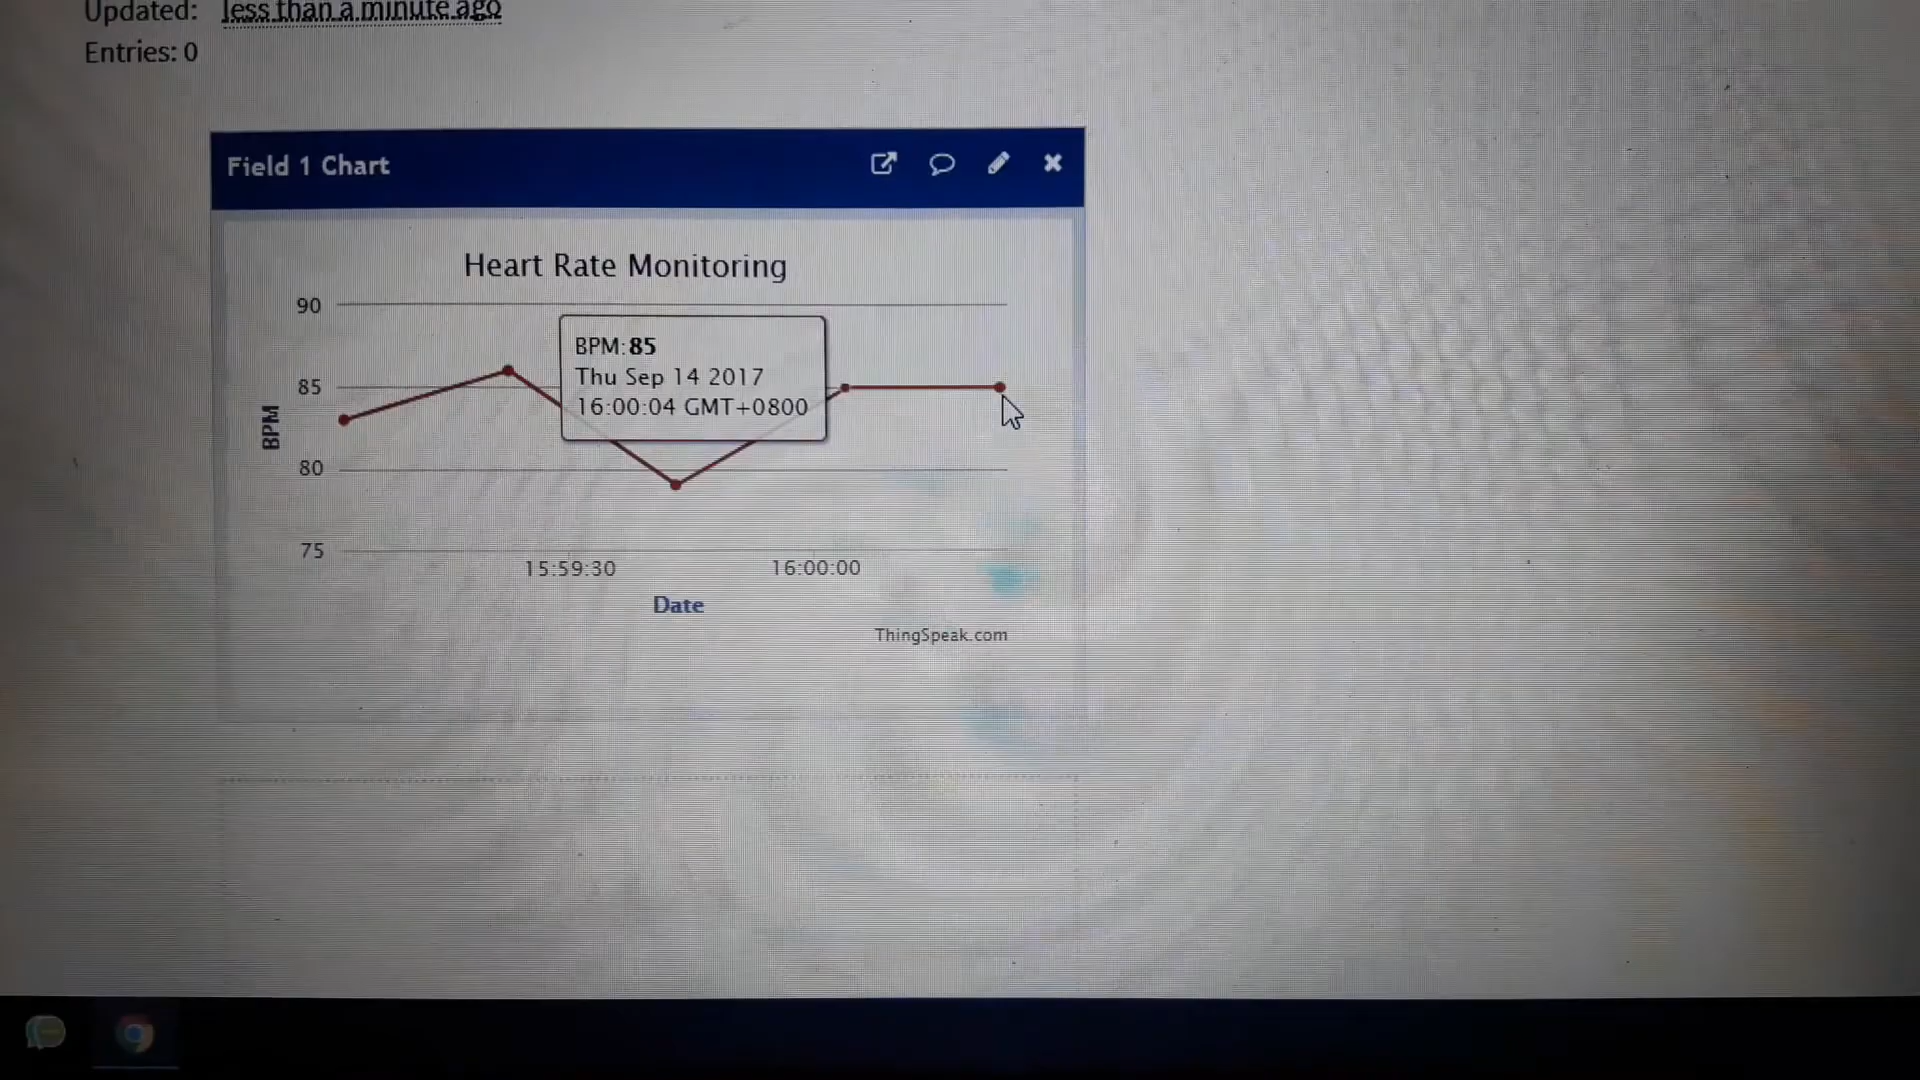 Updated: less than a minute ago
Entries: 0
Field 1 Chart
Heart Rate Monitoring
90
85
80
75
BPM
BPM:85
Thu Sep 14 2017
16:00:04 GMT+0800
15:59:30
16:00:00
Date
ThingSpeak.com